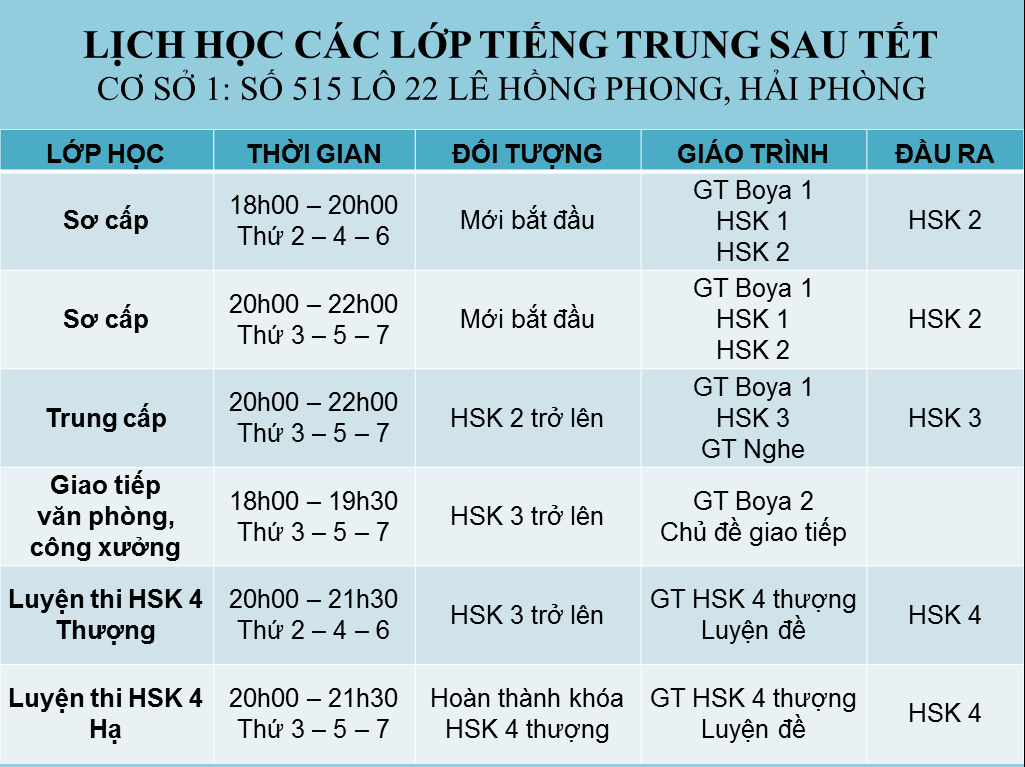 LỊCH HỌC CÁC LỚP TIẾNG TRUNG SAU TẾT
CƠ SỞ 1: SỐ 515 LÔ 22 LÊ HỒNG PHONG, HẢI PHÒNG
LỚP HỌC
THỜI GIAN
ĐỐI TƯỢNG
GIÁO TRÌNH
ĐẦU RA
Sơ cấp
18h00 – 20h00
Thứ 2 – 4 – 6
Mới bắt đầu
GT Boya 1
HSK 1
HSK 2
HSK 2
Sơ cấp
20h00 – 22h00
Thứ 3 – 5 – 7
Mới bắt đầu
GT Boya 1
HSK 1
HSK 2
HSK 2
Trung cấp
20h00 – 22h00
Thứ 3 – 5 – 7
HSK 2 trở lên
GT Boya 1
HSK 3
GT Nghe
HSK 3
Giao tiếp
văn phòng,
công xưởng
18h00 – 19h30
Thứ 3 – 5 – 7
HSK 3 trở lên
GT Boya 2
Chủ đề giao tiếp
Luyện thi HSK 4
Thượng
20h00 – 21h30
Thứ 2 – 4 – 6
HSK 3 trở lên
GT HSK 4 thượng
Luyện đề
HSK 4
Luyện thi HSK 4
Hạ
20h00 – 21h30
Thứ 3 – 5 – 7
Hoàn thành khóa
HSK 4 thượng
GT HSK 4 thượng
Luyện đề
HSK 4